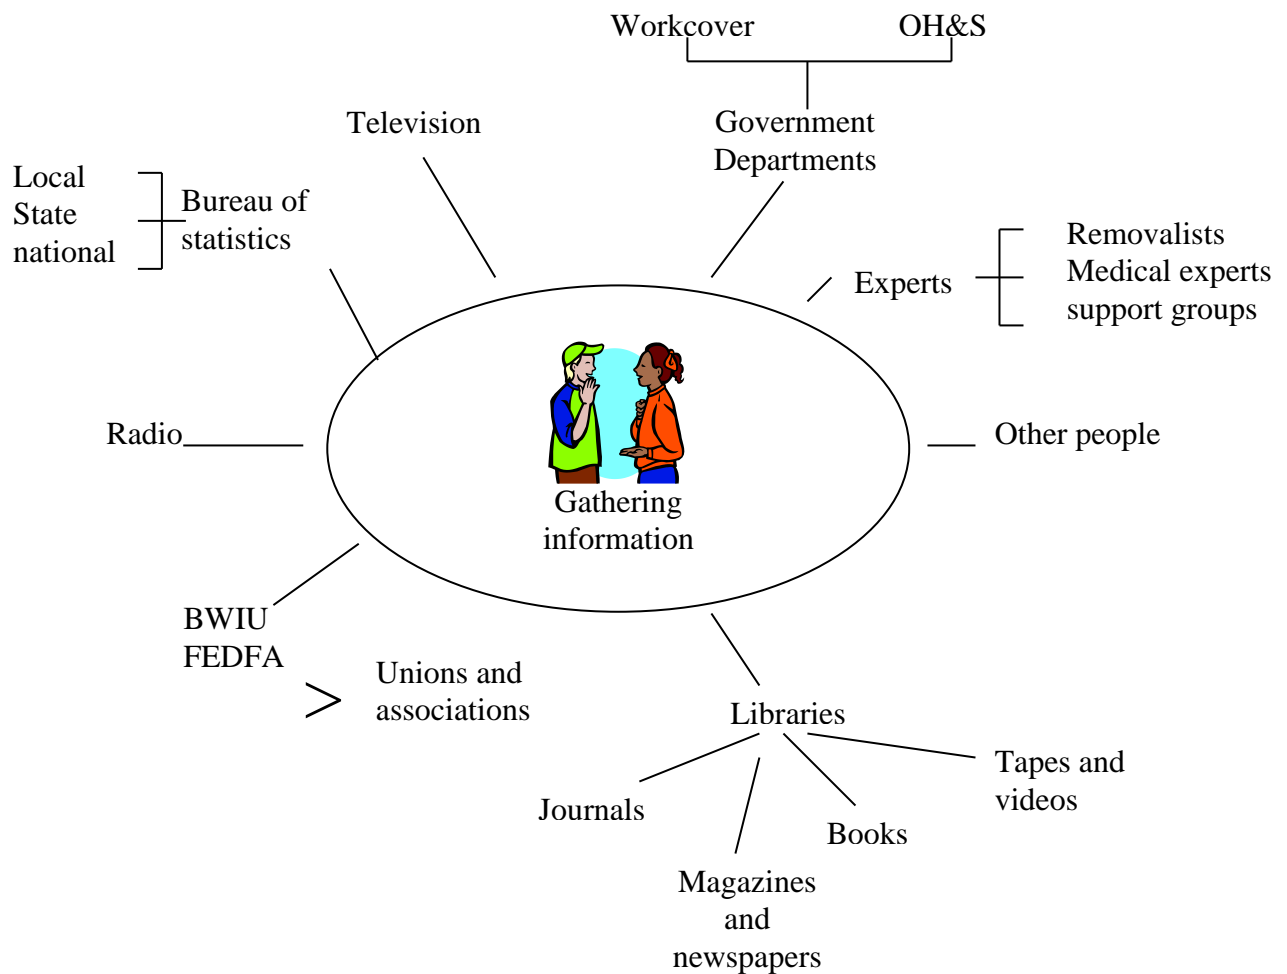 Workcover
OH&S
Television
Government
Departments
Local
State
national
Bureau of
statistics
Removalists
Medical experts
support groups
Experts
Radio
Other people
Gathering
information
BWIU
FEDFA
>
Unions and
associations
Libraries
Journals
Tapes and
videos
Books
Magazines
and
newspapers